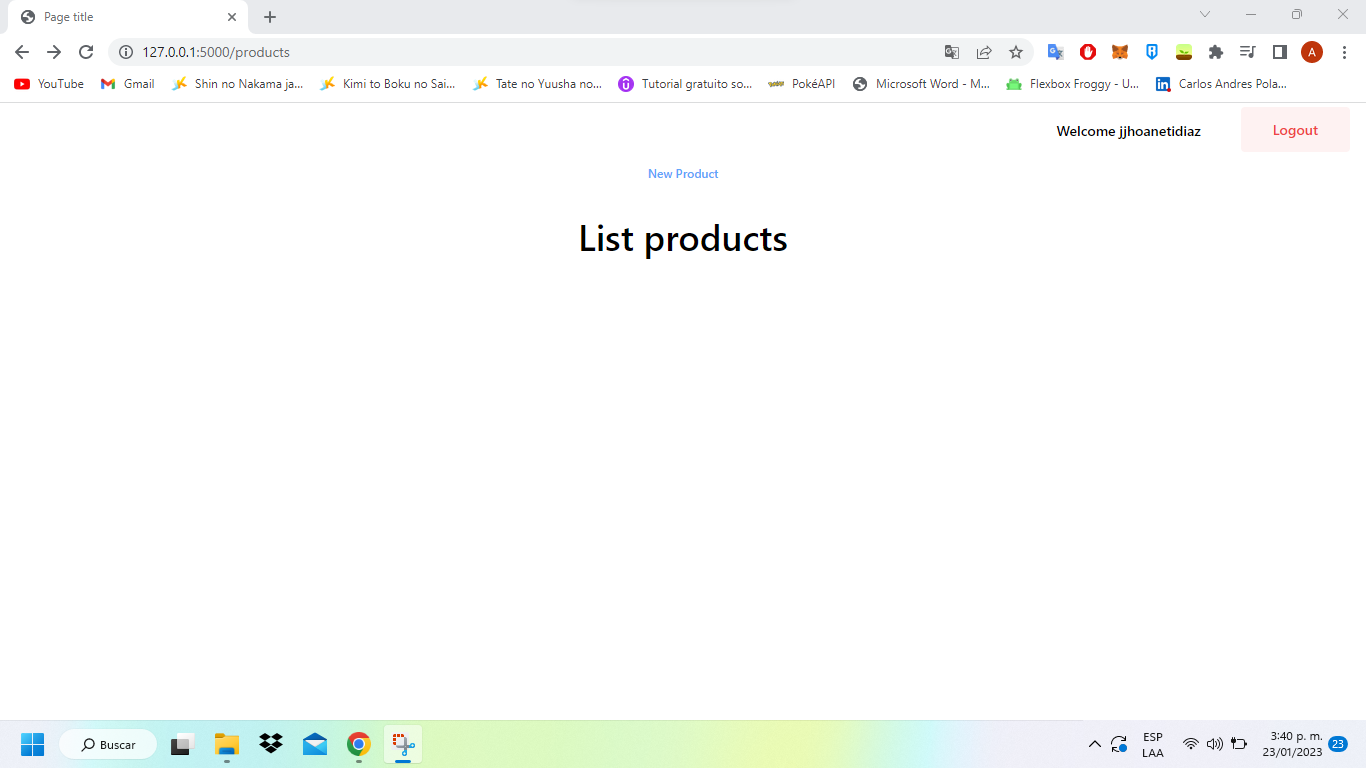 Page title
127.0.0.1:5000/products
A
YouTube
Gmail
Shin no Nakama ja...
Kimi to Boku no Sai...
Tate no Yuusha no...
Tutorial gratuito so...
PokéAPI
Microsoft Word - M...
Flexbox Froggy - U...
Carlos Andres Pola...
Welcome jjhoanetidiaz
Logout
New Product
List products
Buscar
ESP
LAA
3:40 p. m.
23/01/2023
23